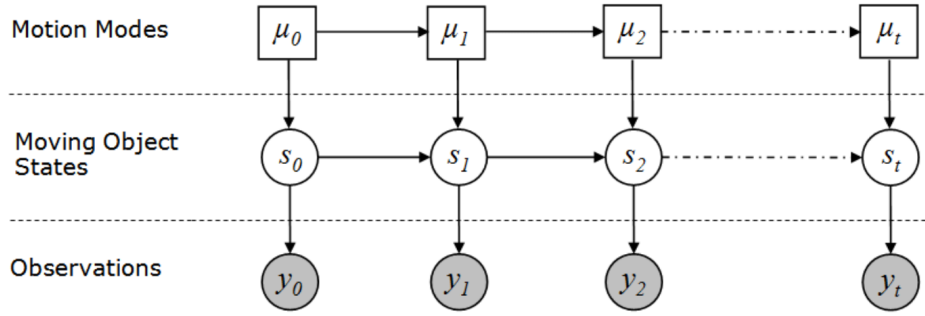 Motion Modes μ0 μ1 μ2 μt
Moving Object
States
s0 s1 s2 st
Observations y0 y1 y2 yt